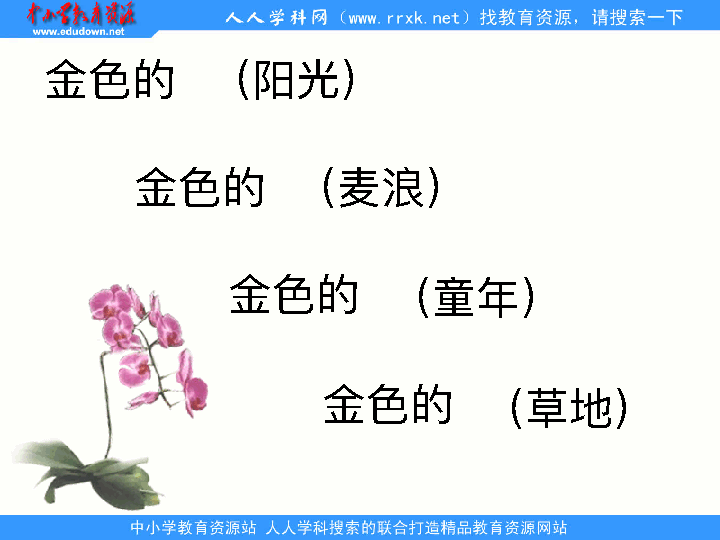 中小学教育资源
www.edudown.net
人人学科网（www.rrxk.net）找教育资源，请搜索一下
金色的 （阳光）
金色的 （麦浪）
金色的 （童年）
金色的 （草地）
中小学教育资源站 人人学科搜索的联合打造精品教育资源网站